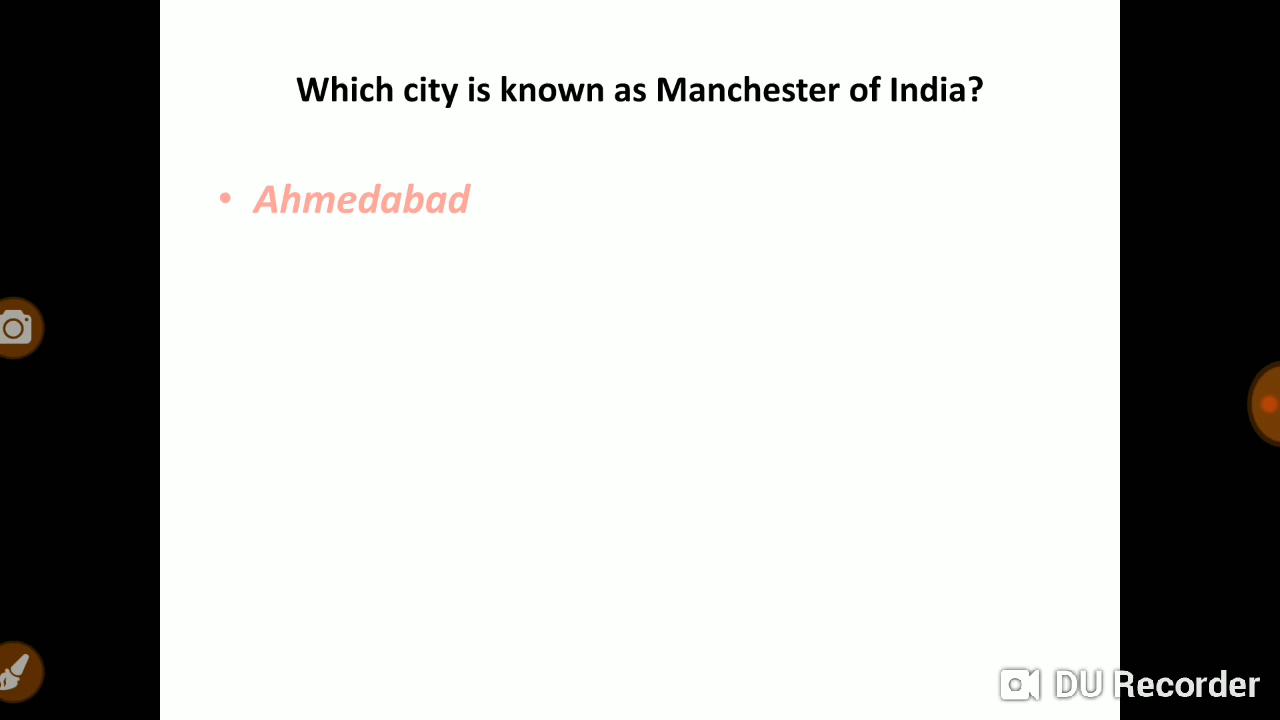 Which city is known as Manchester of India?
• Ahmedabad
DU Recorder